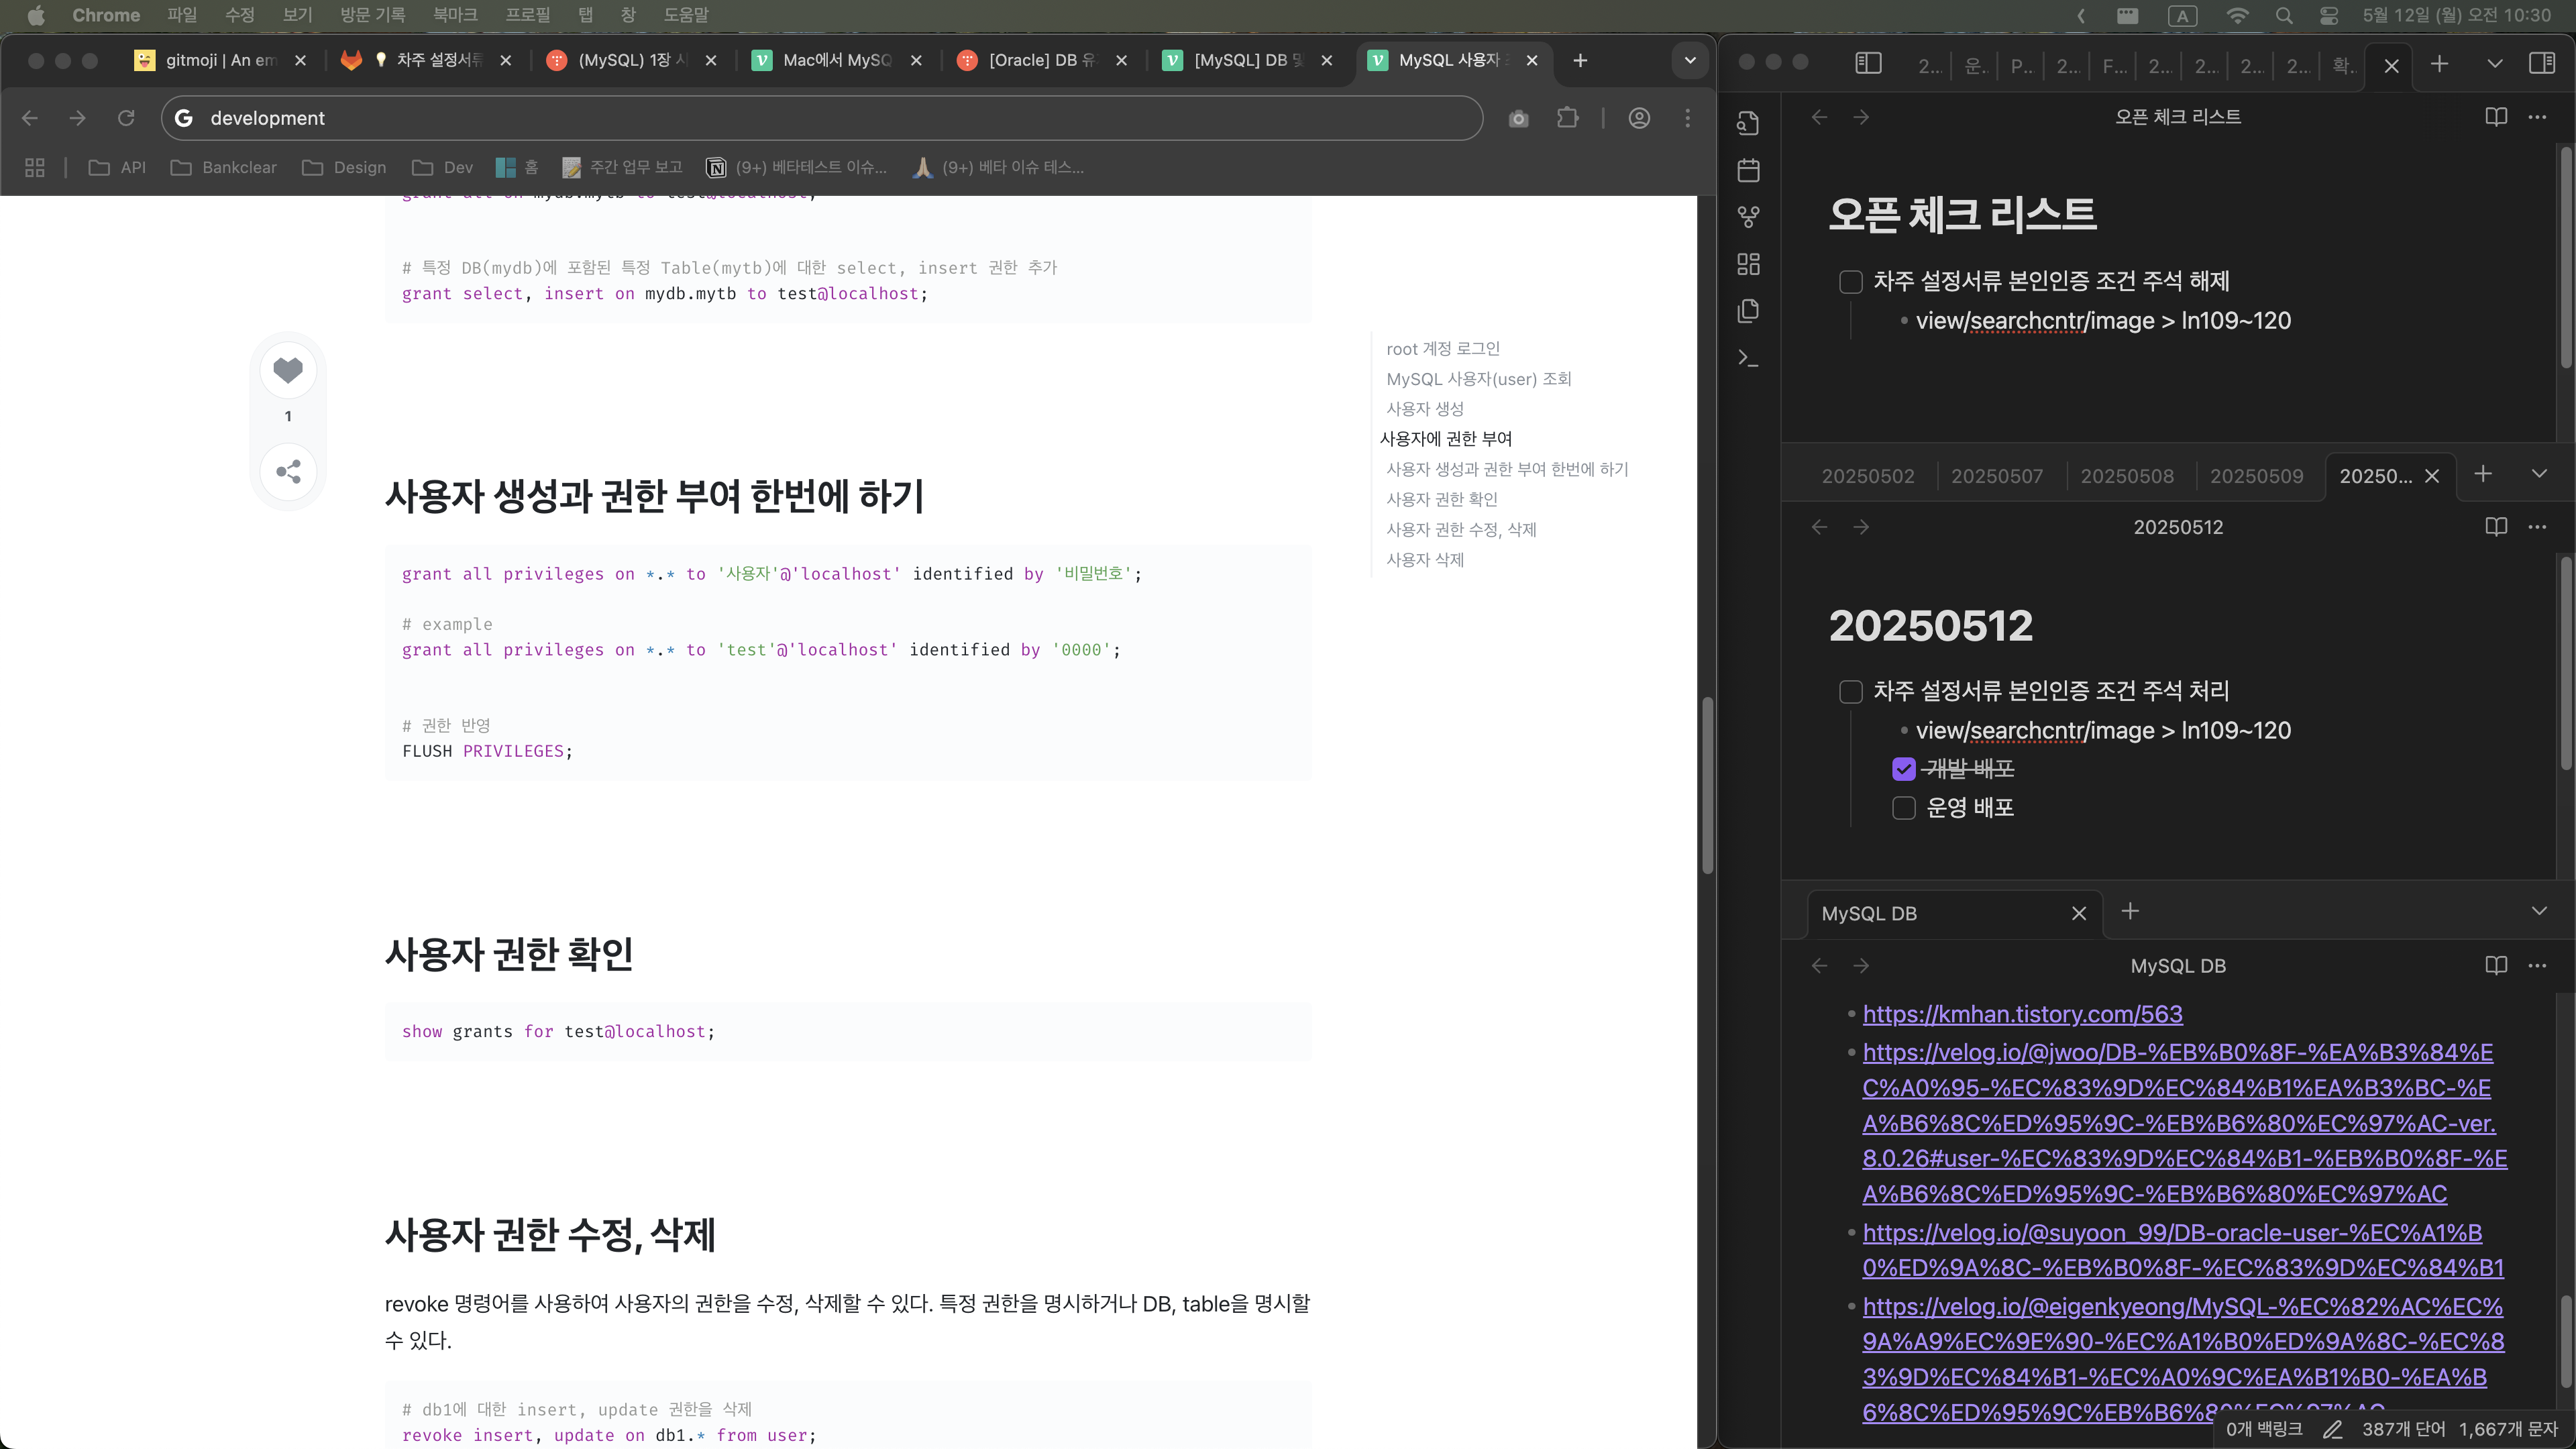 Chrome 파일 수정 보기 방문 기록 북마크 프로필 탭 창 도움말
A 5월 12일 (월) 오전 10:30
gitmoji | An em
차주 설정서류
(MySQL) 1장 시
Mac에서 MySQ
[Oracle] DB 유
[MySQL] DB 및
MySQL 사용자
development
API Bankclear Design Dev 홈 주간 업무 보고 (9+) 베타테스트 이슈... (9+) 베타 이슈 테스...
grant all on mydb.mytb to test@localhost;
# 특정 DB(mydb)에 포함된 특정 Table(mytb)에 대한 select, insert 권한 추가
grant select, insert on mydb.mytb to test@localhost;
1
사용자 생성과 권한 부여 한번에 하기
grant all privileges on *.* to '사용자'@'localhost' identified by '비밀번호';
# example
grant all privileges on *.* to 'test'@'localhost' identified by '0000';
# 권한 반영
FLUSH PRIVILEGES;
사용자 권한 확인
show grants for test@localhost;
사용자 권한 수정, 삭제
revoke 명령어를 사용하여 사용자의 권한을 수정, 삭제할 수 있다. 특정 권한을 명시하거나 DB, table을 명시할
수 있다.
# db1에 대한 insert, update 권한을 삭제
revoke insert, update on db1.* from user;
root 계정 로그인
MySQL 사용자(user) 조회
사용자 생성
사용자에 권한 부여
사용자 생성과 권한 부여 한번에 하기
사용자 권한 확인
사용자 권한 수정, 삭제
사용자 삭제
2... 운.. P... 2... F... 2... 2... 2... 2... 확..
오픈 체크 리스트
오픈 체크 리스트
차주 설정서류 본인인증 조건 주석 해제
view/searchcntr/image > ln109~120
20250502 20250507 20250508 20250509 20250...
20250512
20250512
차주 설정서류 본인인증 조건 주석 처리
view/searchcntr/image > ln109~120
개발 배포
운영 배포
MySQL DB
MySQL DB
https://kmhan.tistory.com/563
https://velog.io/@jwoo/DB-%EB%B0%8F-%EA%B3%84%E
C%A0%95-%EC%83%9D%EC%84%B1%EA%B3%BC-%E
A%B6%8C%ED%95%9C-%EB%B6%80%EC%97%AC-ver.
8.0.26#user-%EC%83%9D%EC%84%B1-%EB%B0%8F-%E
A%B6%8C%ED%95%9C-%EB%B6%80%EC%97%AC
https://velog.io/@suyoon_99/DB-oracle-user-%EC%A1%B
0%ED%9A%8C-%EB%B0%8F-%EC%83%9D%EC%84%B1
https://velog.io/@eigenkyeong/MySQL-%EC%82%AC%EC%
9A%A9%EC%9E%90-%EC%A1%B0%ED%9A%8C-%EC%8
3%9D%EC%84%B1-%EC%A0%9C%EA%B1%B0-%EA%B
6%8C%ED%95%9C%EB%B6%80%EC%97%AC
0개 백링크 387개 단어 1,667개 문자